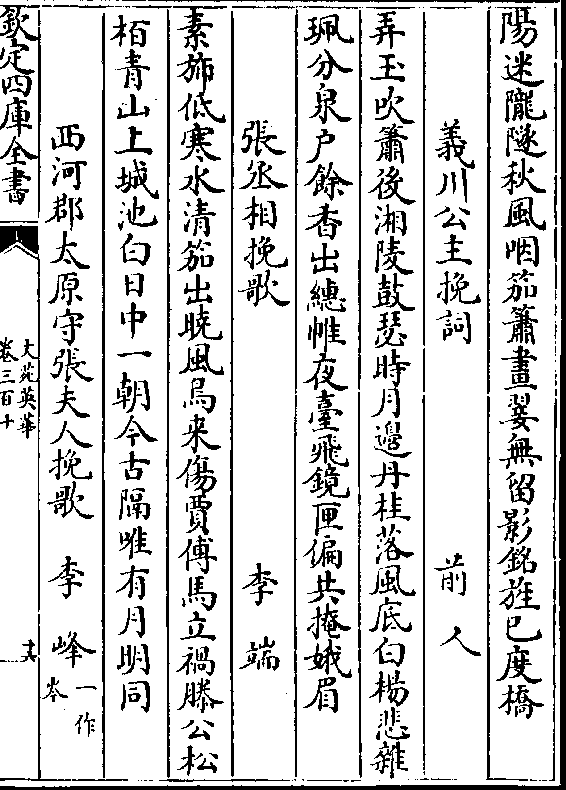 陽迷隴隧秋風咽笳簫畫翣無留影銘旌已度橋
義川公主挽詞　前人
弄玉吹簫後湘陵鼓瑟時月邊丹桂落風底白楊悲雜
珮分泉户餘香出繐帷夜臺飛鏡匣偏共掩娥眉
張丞相挽歌　李端
素旆低寒水清笳出曉風鳥来傷賈傅馬立禍滕公松
栢青山上城池白日中一朝今古隔唯有月明同
西河郡太原守張夫人挽歌　李峰一作岑
欽定四庫全書
文苑英華
卷三百十
十六